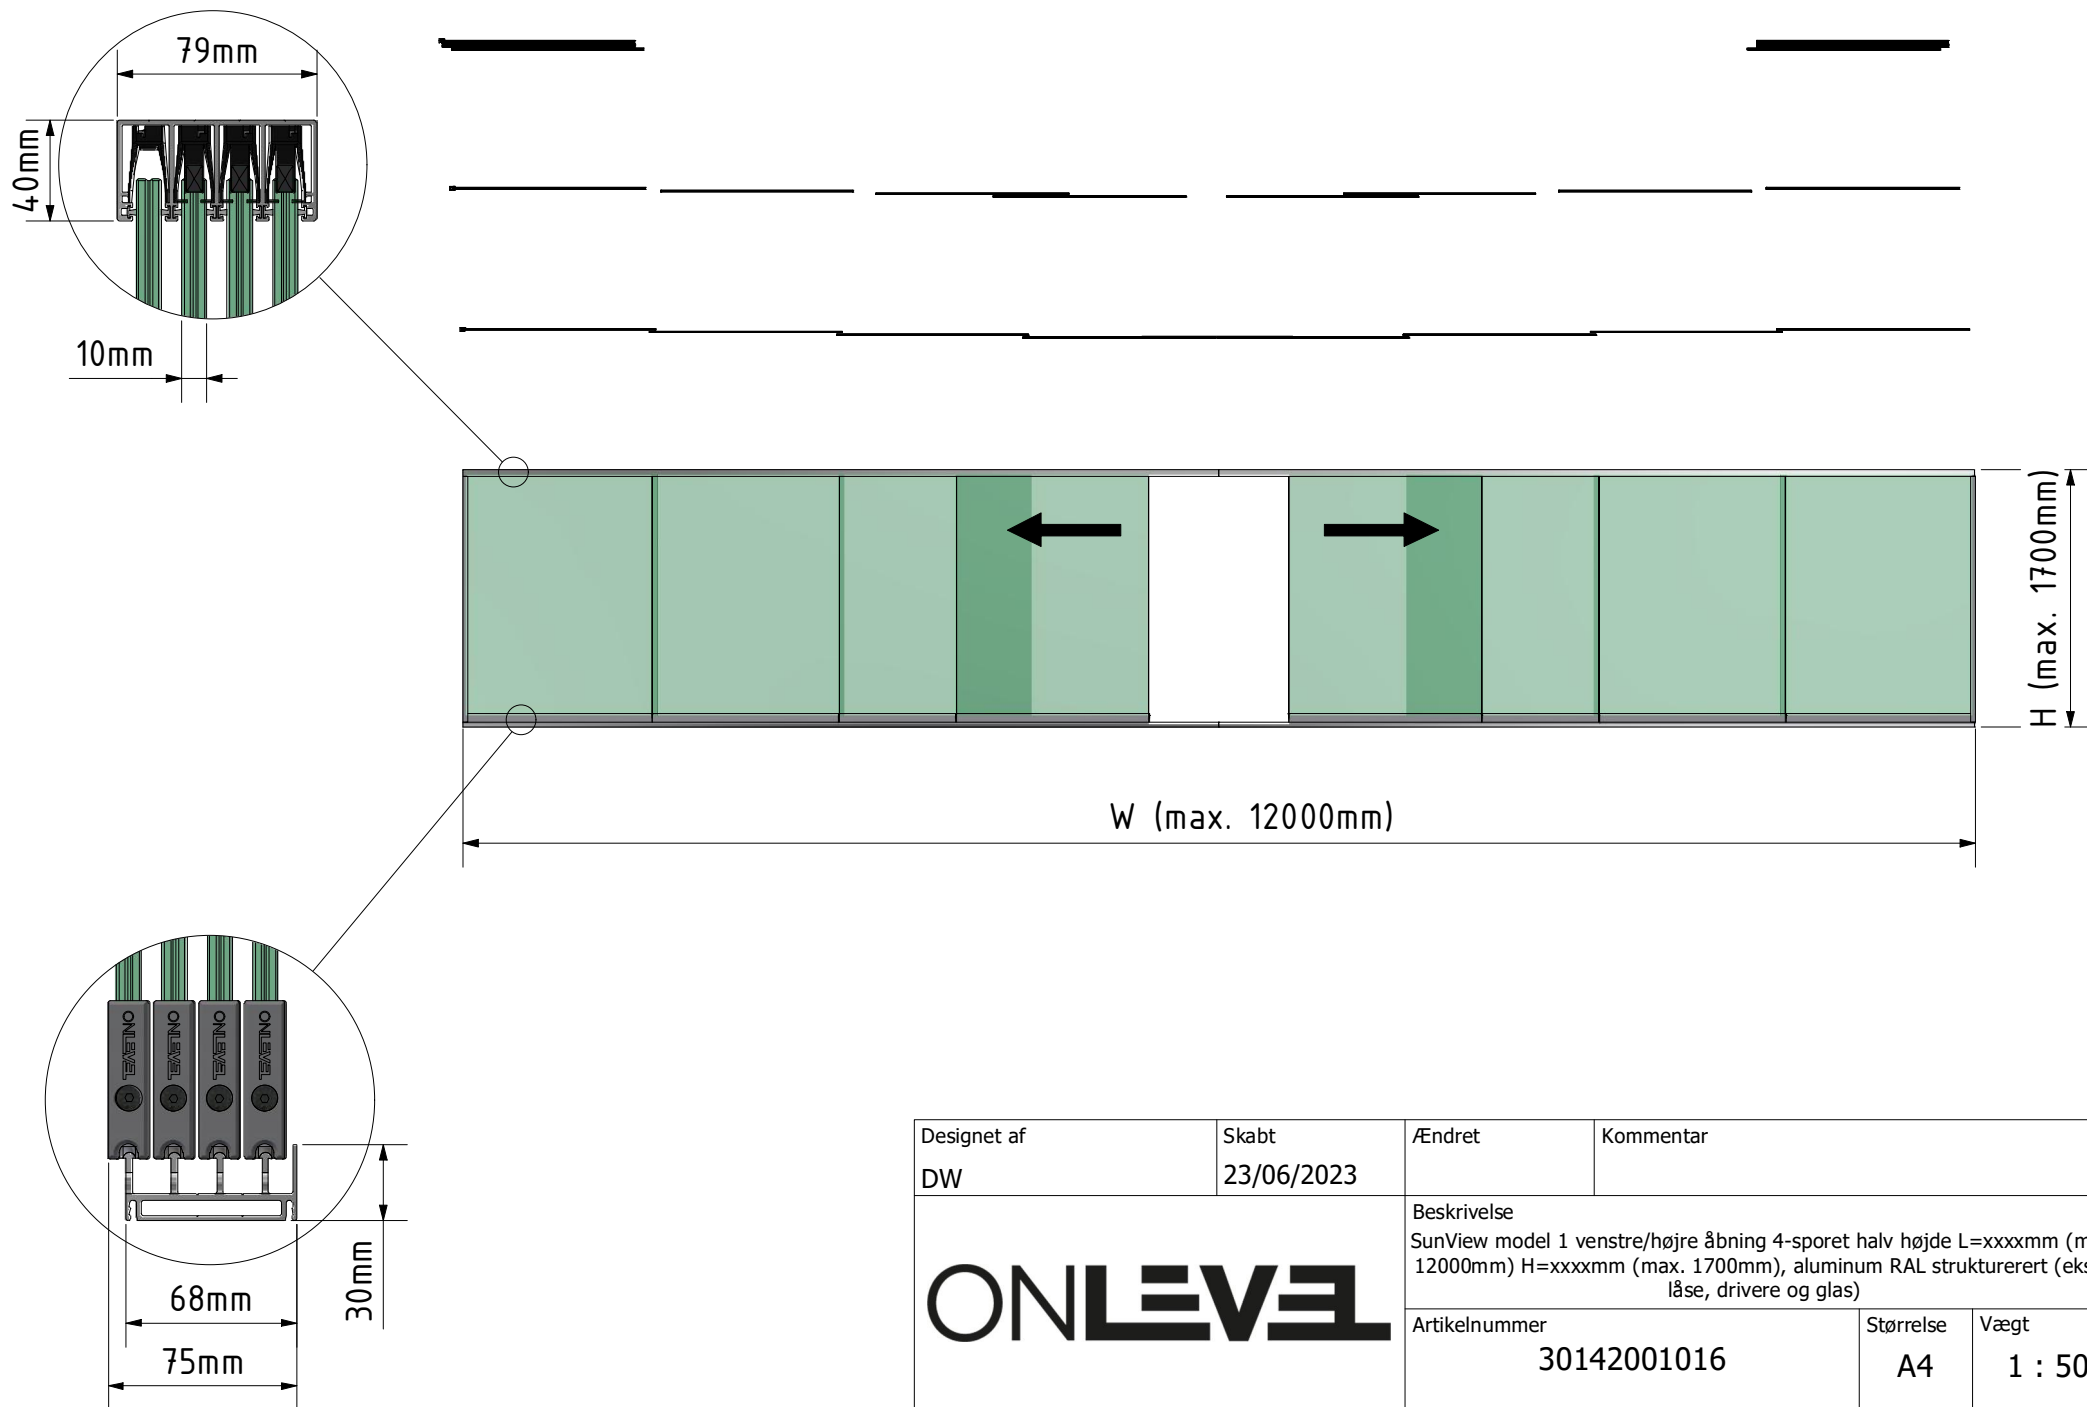 79mm
40mm
10mm
H (max. 1700mm)
W (max. 12000mm)
ONLEVEL
ONLEVEL
ONLEVEL
ONLEVEL
30mm
68mm
75mm
Designet af
DW
Skabt
23/06/2023
Ændret
Kommentar
ONLEVEL
Beskrivelse
SunView model 1 venstre/højre åbning 4-sporet halv højde L=xxxxmm (m
12000mm) H=xxxxmm (max. 1700mm), aluminum RAL strukturerert (eks
låse, drivere og glas)
Artikelnummer
30142001016
Størrelse
A4
Vægt
1 : 50